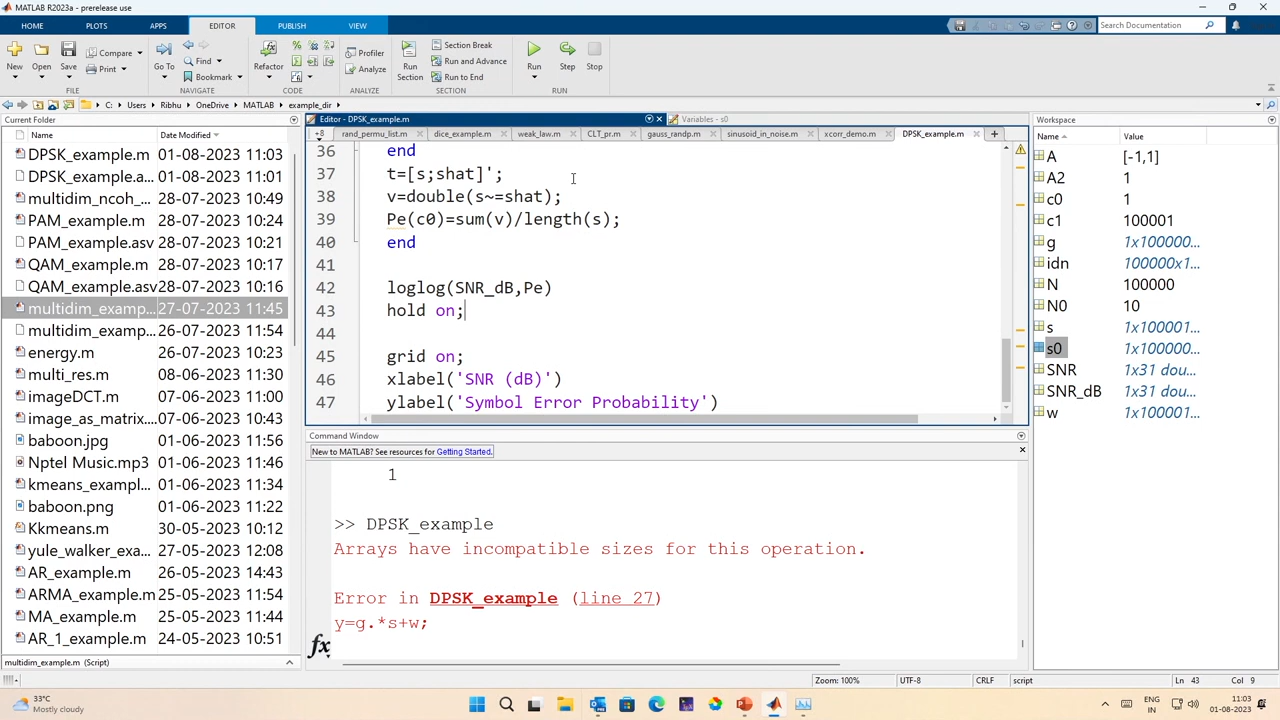 MATLAB R2023a - prerelease use
HOME PLOTS APPS EDITOR PUBLISH VIEW
Search Documentation
New Open Save Compare Print
Go To Find Bookmark
Refactor
Profiler Analyze
Run Section
Section Break
Run and Advance
Run to End
Run Step Stop
FILE NAVIGATE CODE ANALYZE SECTION RUN
C: Users Ribhu OneDrive MATLAB example_dir
Current Folder
Name Date Modified
DPSK_example.m 01-08-2023 11:03
DPSK_example.a... 01-08-2023 11:01
multidim_ncoh_... 28-07-2023 11:46
PAM_example.m 28-07-2023 10:24
PAM_example.asv 28-07-2023 10:21
QAM_example.m 28-07-2023 10:17
QAM_example.asv 28-07-2023 10:16
multidim_examp... 27-07-2023 11:45
multidim_examp... 26-07-2023 11:54
energy.m 26-07-2023 10:23
multi_res.m 08-06-2023 11:30
imageDCT.m 07-06-2023 11:00
image_as_matrix... 07-06-2023 10:43
baboon.jpg 01-06-2023 11:56
Nptel Music.mp3 01-06-2023 11:46
kmeans_exampl... 01-06-2023 11:34
baboon.png 01-06-2023 11:22
Kkmeans.m 30-05-2023 10:12
yule_walker_exa... 27-05-2023 12:08
AR_example.m 26-05-2023 14:43
ARMA_example.m 25-05-2023 11:54
MA_example.m 25-05-2023 11:44
AR_1_example.m 24-05-2023 10:51
multidim_example.m (Script)
Editor - DPSK_example.m
Variables - s0
+8 rand_permu_list.m dice_example.m weak_law.m CLT_pr.m gauss_randp.m sinusoid_in_noise.m xcorr_demo.m DPSK_example.m
36 end
37 t=[s;shat]';
38 v=double(s~=shat);
39 Pe(c0)=sum(v)/length(s);
40 end
41
42 loglog(SNR_dB,Pe)
43 hold on;
44
45 grid on;
46 xlabel('SNR (dB)')
47 ylabel('Symbol Error Probability')
Command Window
New to MATLAB? See resources for Getting Started.
1
>> DPSK_example
Arrays have incompatible sizes for this operation.
Error in DPSK_example (line 27)
y=g.*s+w;
fx
Workspace
Name Value
A [-1,1]
A2 1
c0 1
c1 100001
g 1x100000...
idn 100000x1...
N 100000
N0 10
s 1x100001...
s0 1x100000...
SNR 1x31 dou...
SNR_dB 1x31 dou...
w 1x100001...
Zoom: 100% UTF-8 CRLF script Ln 43 Col 9
33°C
Mostly cloudy
ENG
IN
11:03
01-08-2023